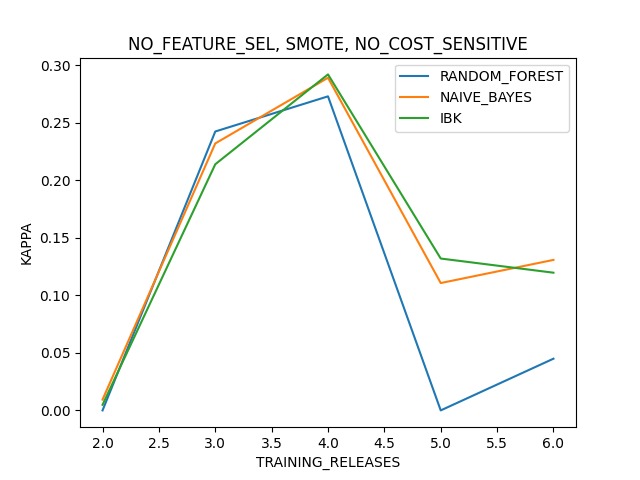 NO_FEATURE_SEL, SMOTE, NO_COST_SENSITIVE
RANDOM_FOREST
NAIVE_BAYES
IBK
KAPPA
0.30
0.25
0.20
0.15
0.10
0.05
0.00
2.0 2.5 3.0 3.5 4.0 4.5 5.0 5.5 6.0
TRAINING_RELEASES